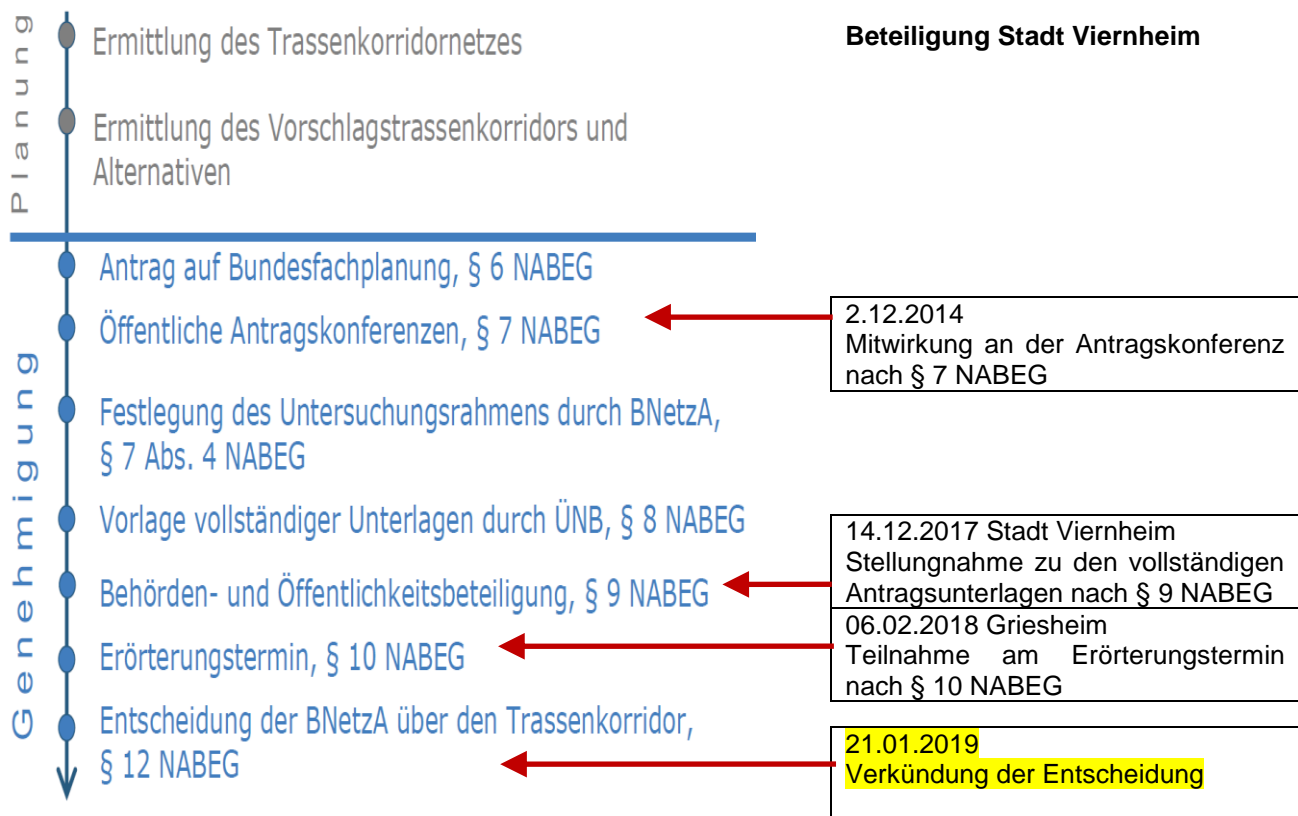 Planung
Ermittlung des Trassenkorridornetzes
Beteiligung Stadt Viernheim
Ermittlung des Vorschlagstrassenkorridors und
Alternativen
Genehmigung
Antrag auf Bundesfachplanung, § 6 NABEG
Öffentliche Antragskonferenzen, § 7 NABEG
2.12.2014
Mitwirkung an der Antragskonferenz
nach § 7 NABEG
Festlegung des Untersuchungsrahmens durch BNetzA,
§ 7 Abs. 4 NABEG
Vorlage vollständiger Unterlagen durch ÜNB, § 8 NABEG
Behörden- und Öffentlichkeitsbeteiligung, § 9 NABEG
14.12.2017 Stadt Viernheim
Stellungnahme zu den vollständigen
Antragsunterlagen nach § 9 NABEG
Erörterungstermin, § 10 NABEG
06.02.2018 Griesheim
Teilnahme am Erörterungstermin
nach § 10 NABEG
Entscheidung der BNetzA über den Trassenkorridor,
§ 12 NABEG
21.01.2019
Verkündung der Entscheidung